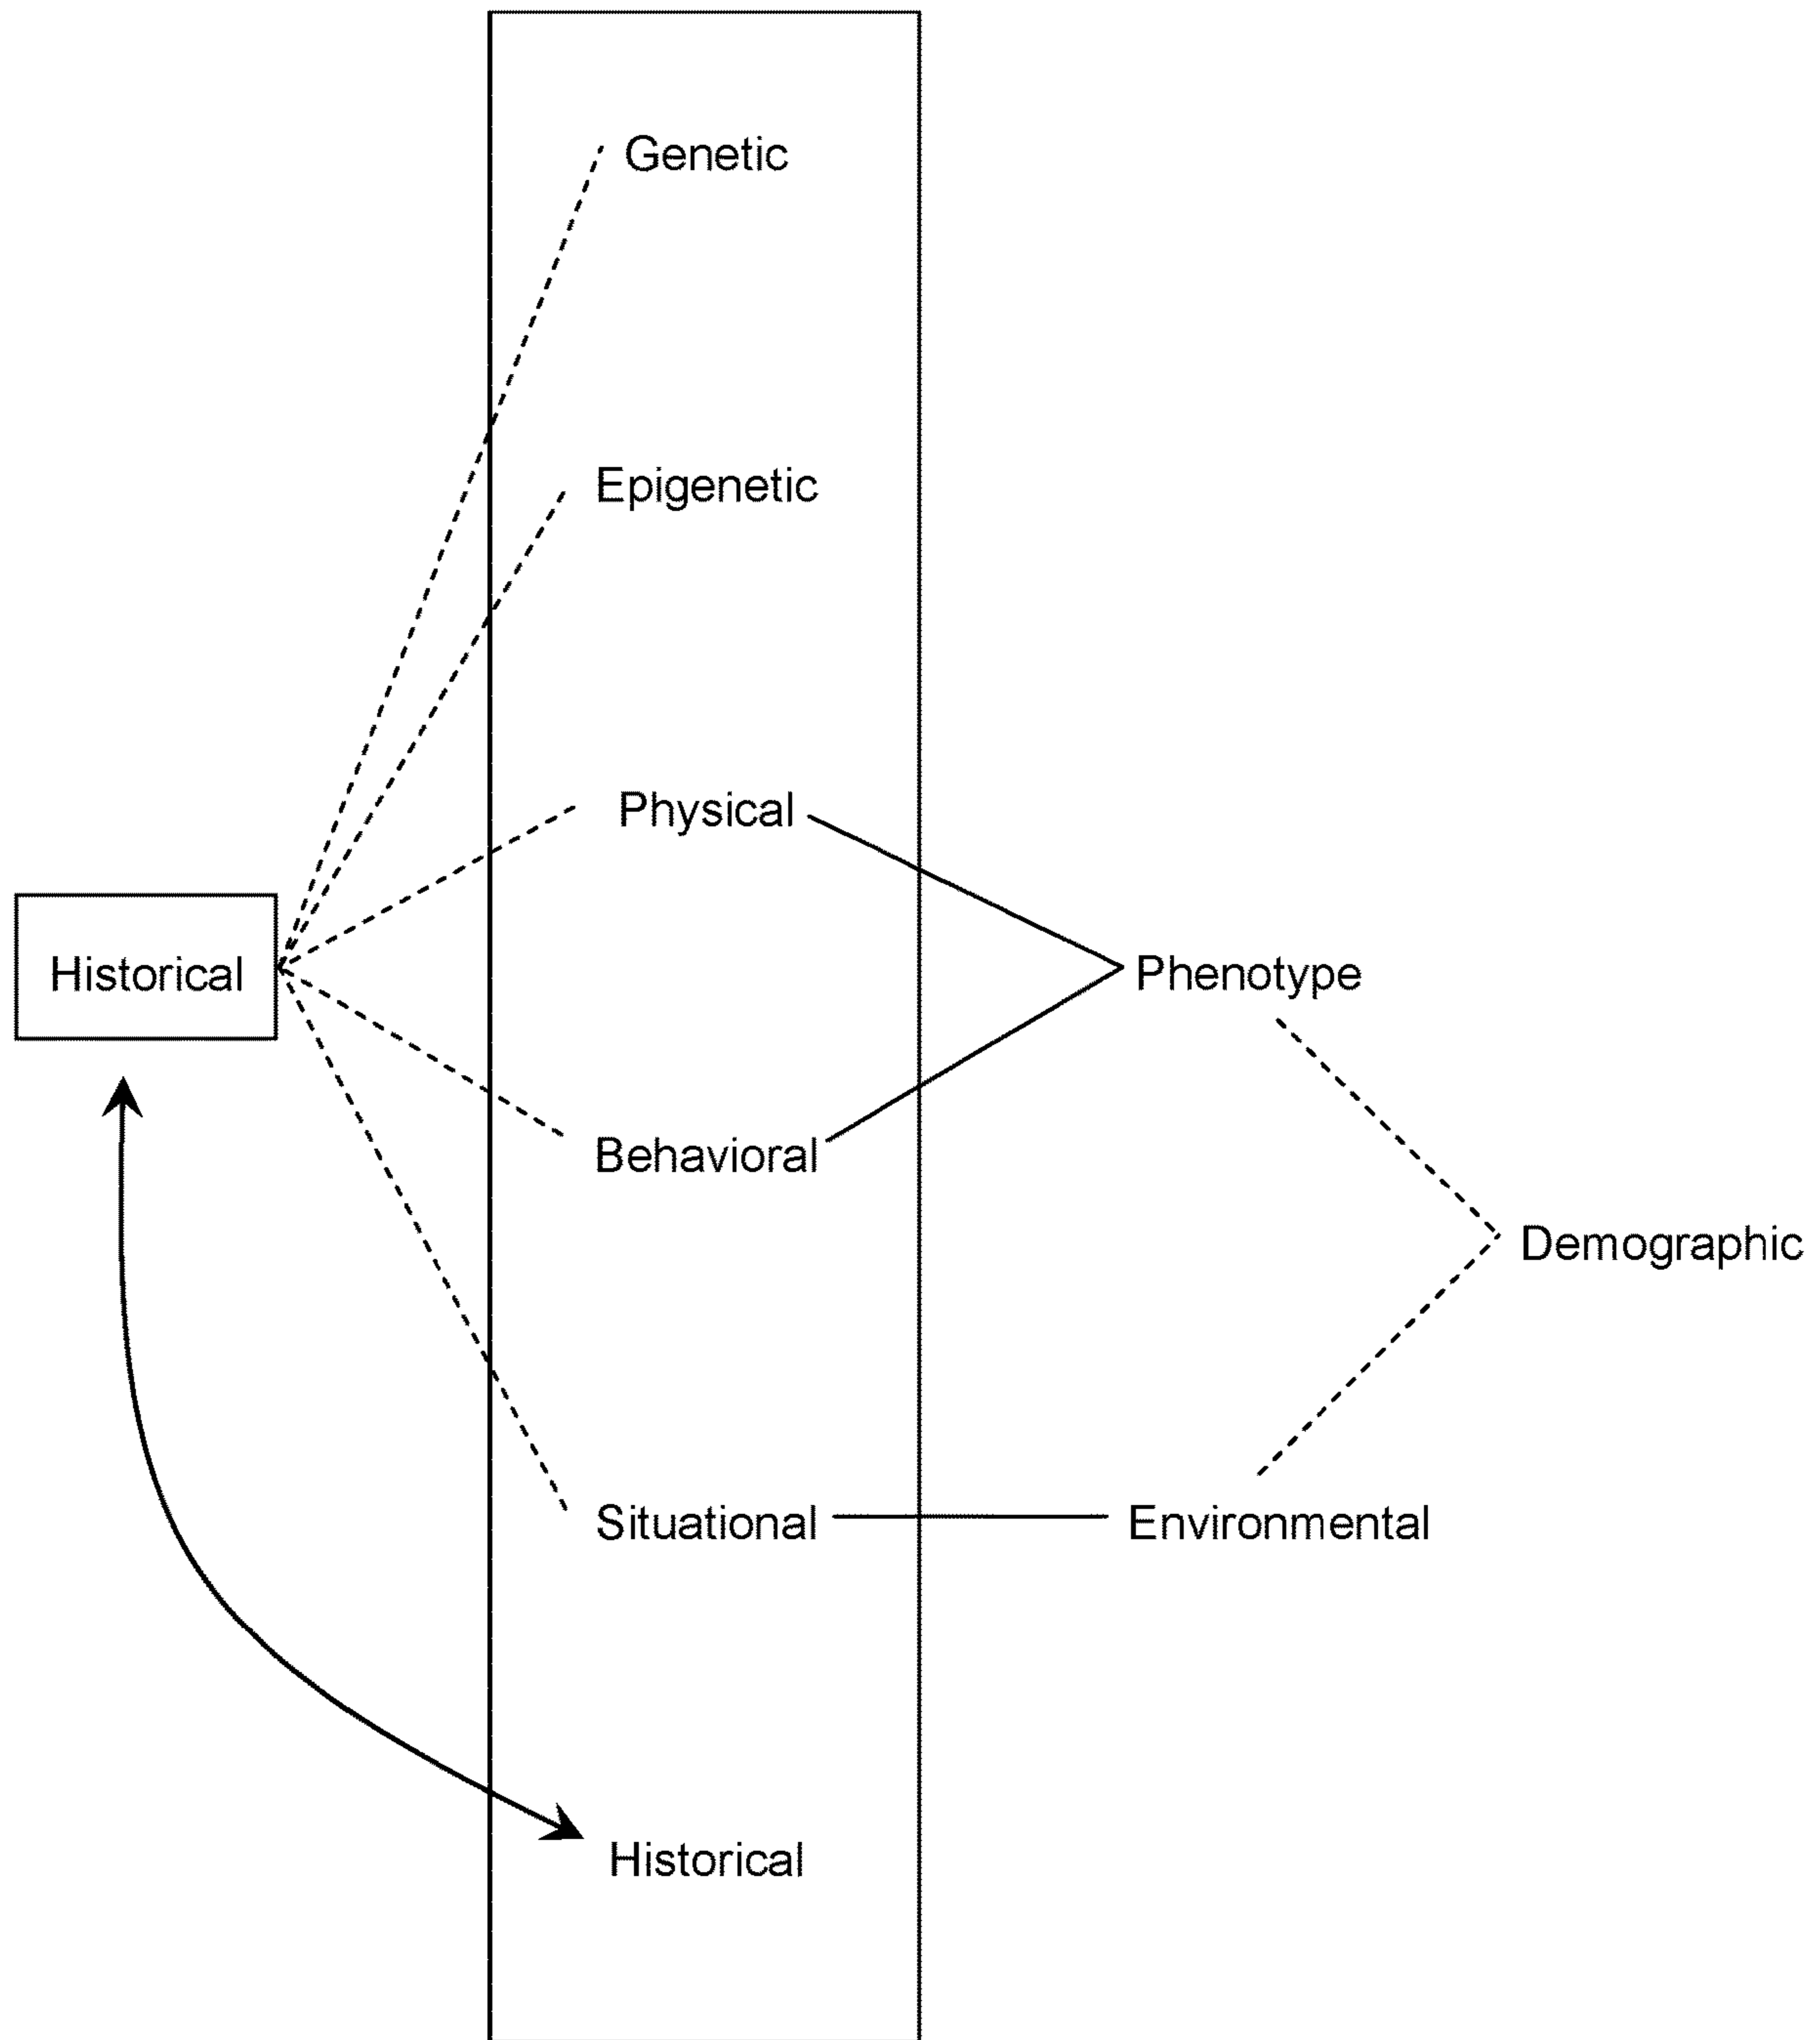 Genetic
Epigenetic
Physical
Historical
Phenotype
Behavioral
Demographic
Situational
Environmental
Historical